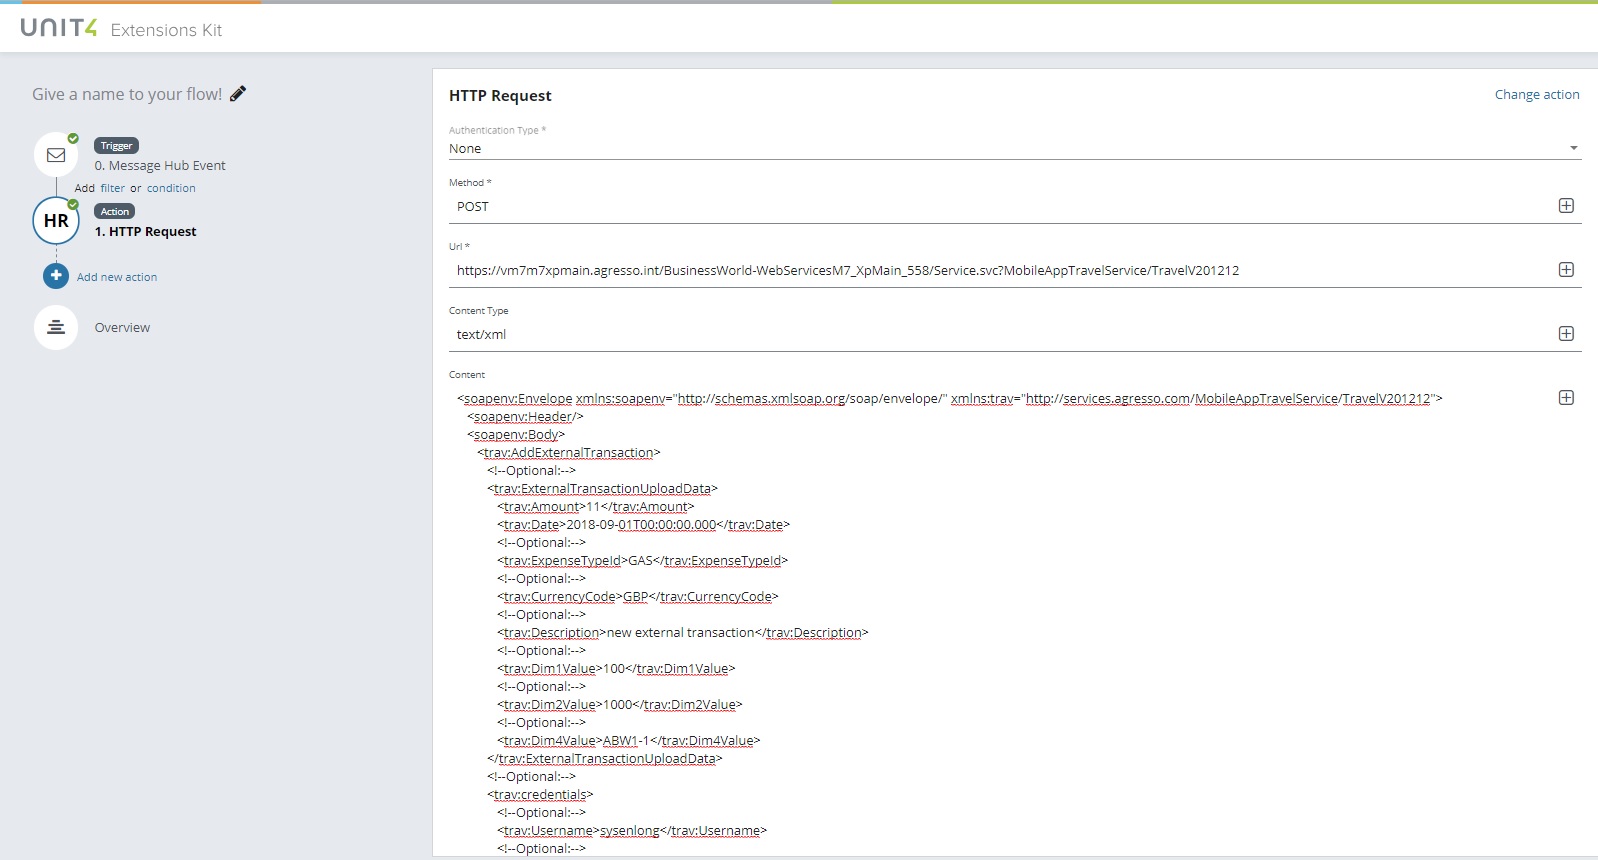 UNIT4 Extensions Kit
Give a name to your flow!
Trigger
0. Message Hub Event
Add filter or condition
HR
Action
1. HTTP Request
Add new action
Overview
HTTP Request
Change action
Authentication Type *
None
Method *
POST
Url *
https://vm7m7xpmain.agresso.int/BusinessWorld-WebServicesM7_XpMain_558/Service.svc?MobileAppTravelService/TravelV201212
Content Type
text/xml
Content
<soapenv:Envelope xmlns:soapenv="http://schemas.xmlsoap.org/soap/envelope/" xmlns:trav="http://services.agresso.com/MobileAppTravelService/TravelV201212">
<soapenv:Header/>
<soapenv:Body>
<trav:AddExternalTransaction>
<!--Optional:-->
<trav:ExternalTransactionUploadData>
<trav:Amount>11</trav:Amount>
<trav:Date>2018-09-01T00:00:00.000</trav:Date>
<!--Optional:-->
<trav:ExpenseTypeId>GAS</trav:ExpenseTypeId>
<!--Optional:-->
<trav:CurrencyCode>GBP</trav:CurrencyCode>
<!--Optional:-->
<trav:Description>new external transaction</trav:Description>
<!--Optional:-->
<trav:Dim1Value>100</trav:Dim1Value>
<!--Optional:-->
<trav:Dim2Value>1000</trav:Dim2Value>
<!--Optional:-->
<trav:Dim4Value>ABW1-1</trav:Dim4Value>
</trav:ExternalTransactionUploadData>
<!--Optional:-->
<trav:credentials>
<!--Optional:-->
<trav:Username>sysenlong</trav:Username>
<!--Optional:-->